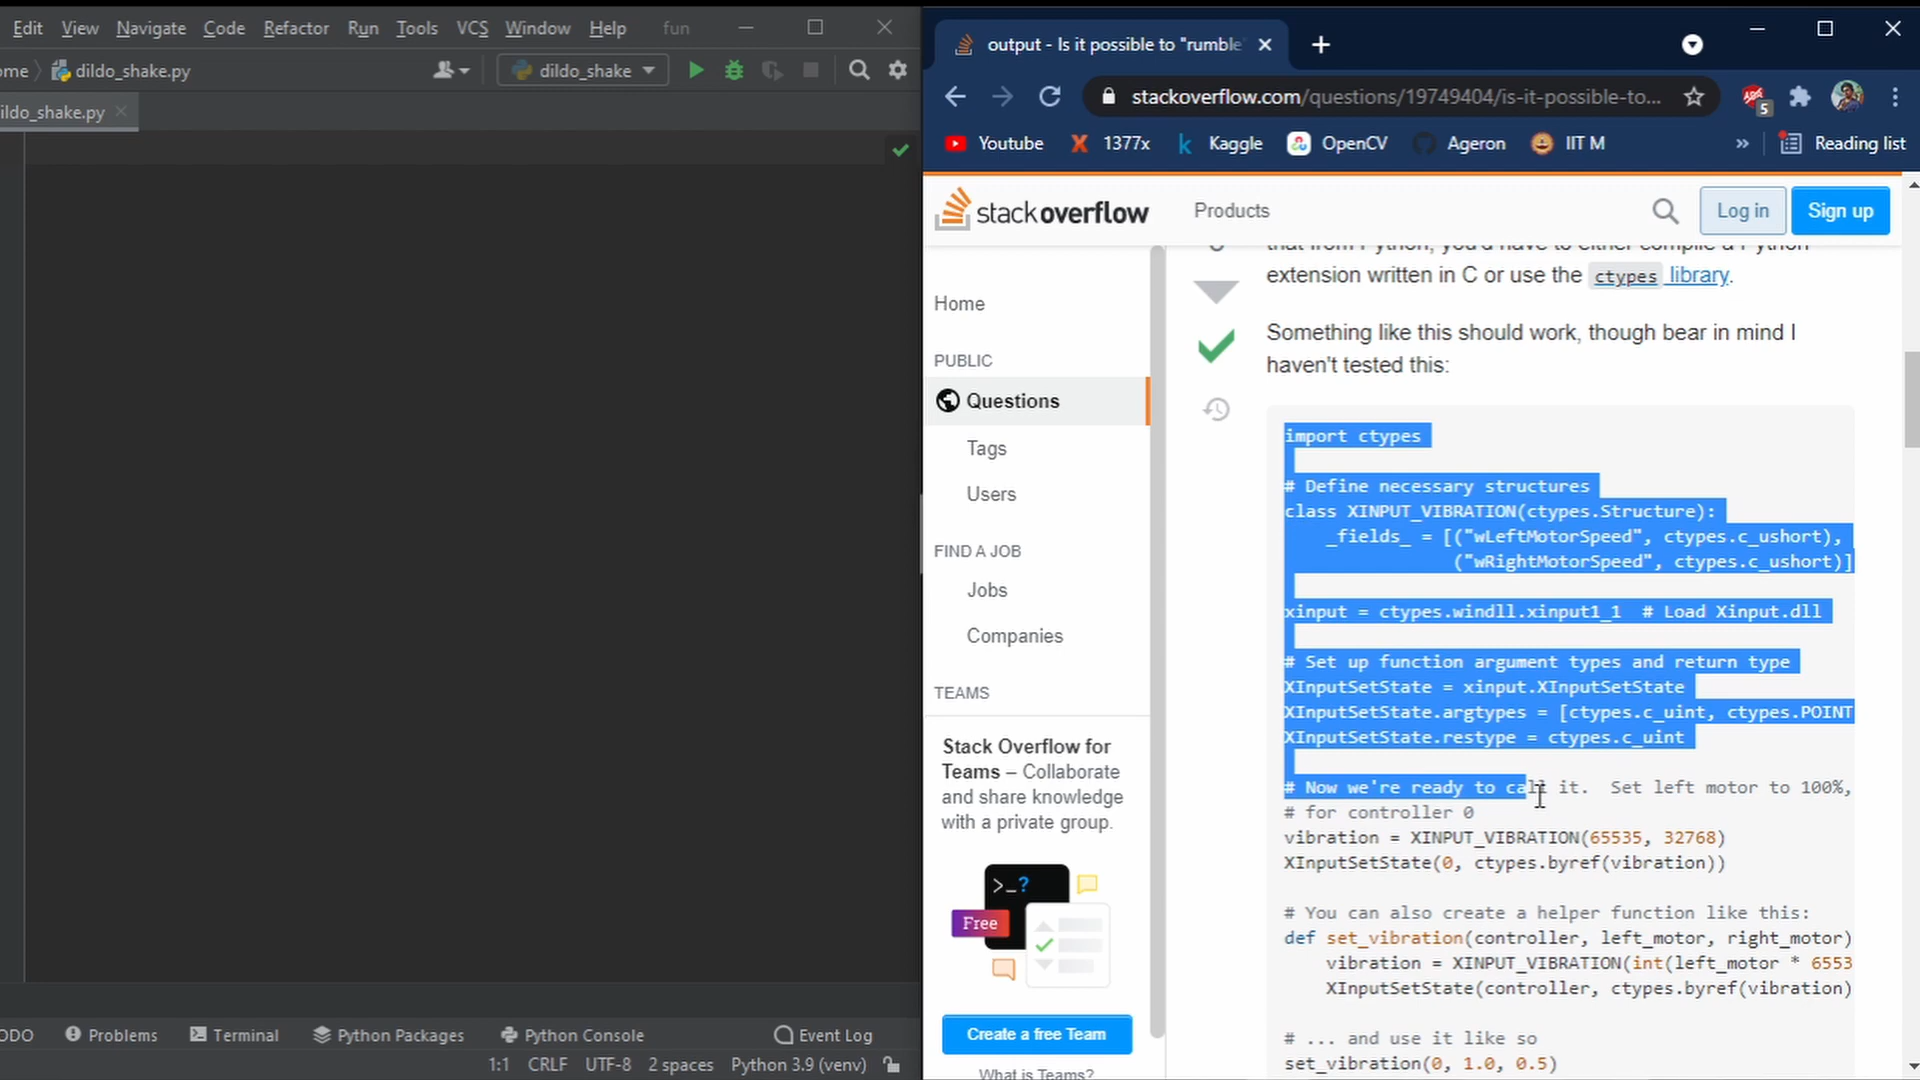 Edit View Navigate Code Refactor Run Tools VCS Window Help fun
ome dildo_shake.py dildo_shake
ildo_shake.py
1:1 CRLF UTF-8 2 spaces Python 3.9 (venv)
ODO Problems Terminal Python Packages Python Console Event Log
output - Is it possible to "rumble"
stackoverflow.com/questions/19749404/is-it-possible-to...
5
Youtube 1377x Kaggle OpenCV Ageron IIT M » Reading list
stackoverflow Products Log in Sign up
Home
PUBLIC
Questions
Tags
Users
FIND A JOB
Jobs
Companies
TEAMS
Stack Overflow for
Teams – Collaborate
and share knowledge
with a private group.
>_?
Free
Create a free Team
What is Teams?
that from Python, you'd have to either compile a Python
extension written in C or use the ctypes library.
Something like this should work, though bear in mind I
haven't tested this:
import ctypes
# Define necessary structures
class XINPUT_VIBRATION(ctypes.Structure):
_fields_ = [("wLeftMotorSpeed", ctypes.c_ushort),
("wRightMotorSpeed", ctypes.c_ushort)]
xinput = ctypes.windll.xinput1_1 # Load Xinput.dll
# Set up function argument types and return type
XInputSetState = xinput.XInputSetState
XInputSetState.argtypes = [ctypes.c_uint, ctypes.POINT
XInputSetState.restype = ctypes.c_uint
# Now we're ready to call it. Set left motor to 100%,
# for controller 0
vibration = XINPUT_VIBRATION(65535, 32768)
XInputSetState(0, ctypes.byref(vibration))
# You can also create a helper function like this:
def set_vibration(controller, left_motor, right_motor)
vibration = XINPUT_VIBRATION(int(left_motor * 6553
XInputSetState(controller, ctypes.byref(vibration)
# ... and use it like so
set_vibration(0, 1.0, 0.5)